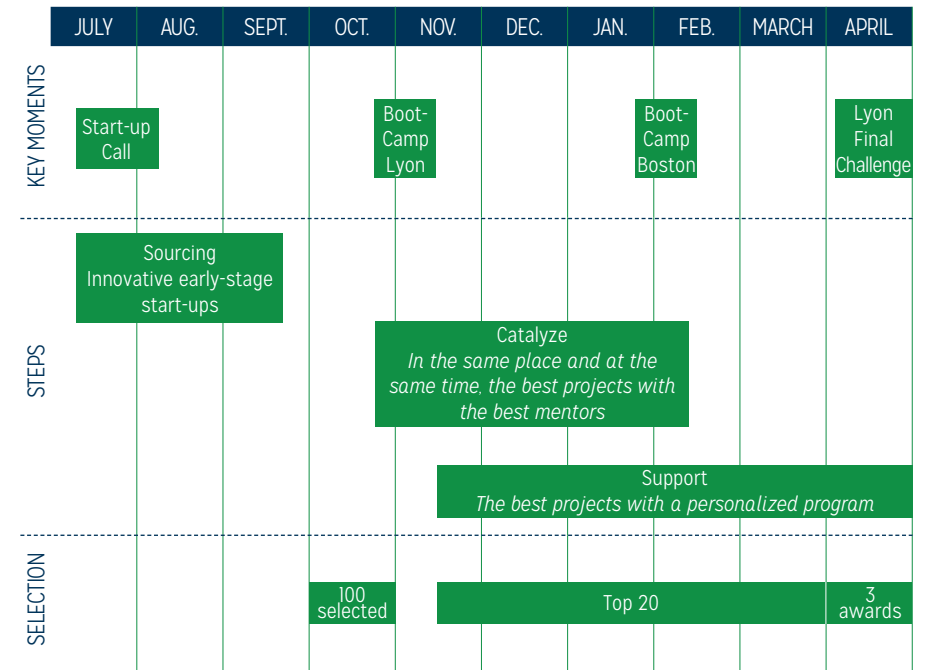 JULY AUG. SEPT. OCT. NOV. DEC. JAN. FEB. MARCH APRIL
KEY MOMENTS
Start-up
Call
Boot-
Camp
Lyon
Boot-
Camp
Boston
Lyon
Final
Challenge
STEPS
Sourcing
Innovative early-stage
start-ups
Catalyze
In the same place and at the
same time, the best projects with
the best mentors
Support
The best projects with a personalized program
SELECTION
100
selected
Top 20
3
awards